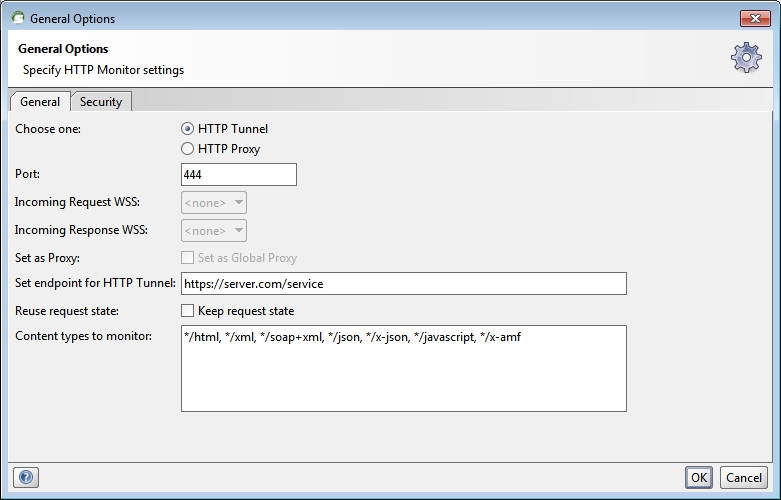 General Options
General Options
Specify HTTP Monitor settings
General Security
Choose one: HTTP Tunnel
HTTP Proxy
Port: 444
Incoming Request WSS: <none>
Incoming Response WSS: <none>
Set as Proxy: Set as Global Proxy
Set endpoint for HTTP Tunnel: https://server.com/service
Reuse request state: Keep request state
Content types to monitor: */html, */xml, */soap+xml, */json, */x-json, */javascript, */x-amf
? OK Cancel